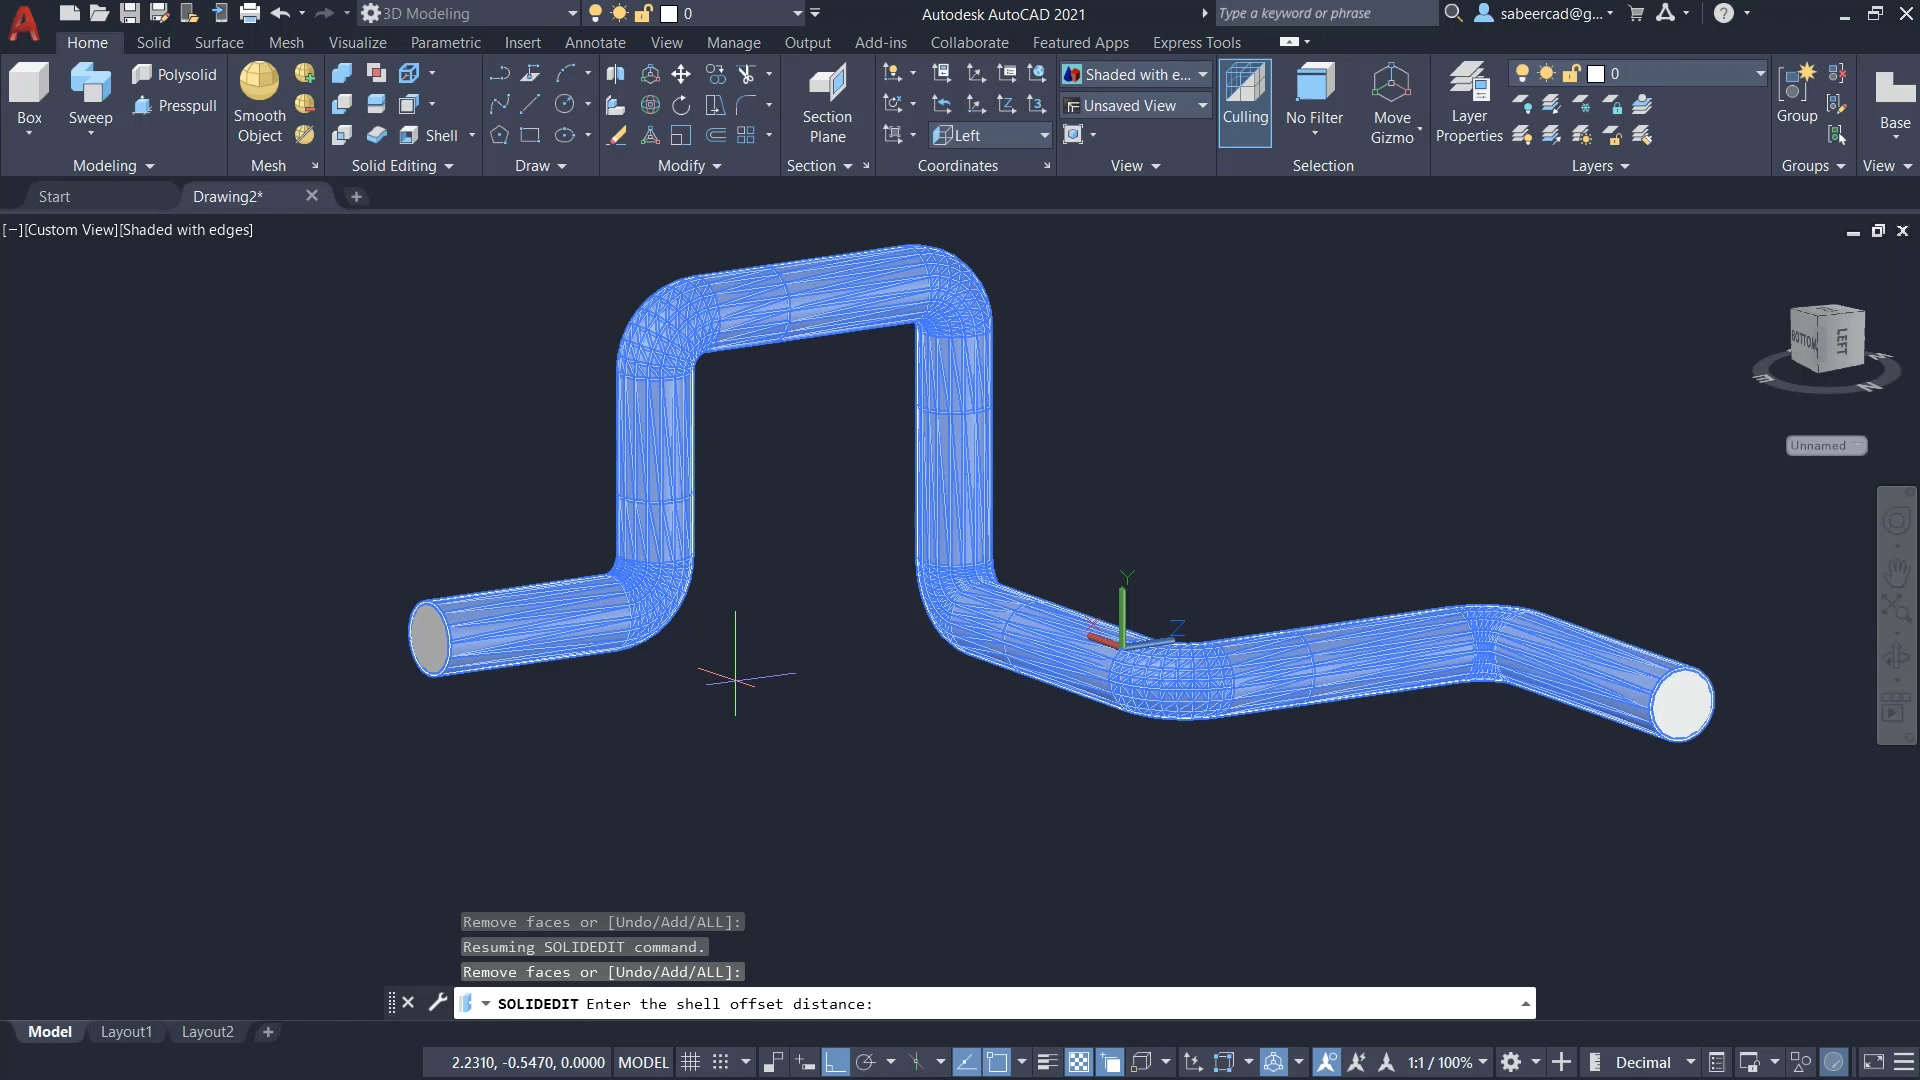 3D Modeling
0
Autodesk AutoCAD 2021
Type a keyword or phrase
sabeercad@g...
Home
Solid
Surface
Mesh
Visualize
Parametric
Insert
Annotate
View
Manage
Output
Add-ins
Collaborate
Featured Apps
Express Tools
Box
Sweep
Polysolid
Presspull
Smooth
Object
Shell
Section
Plane
Shaded with e...
Unsaved View
Left
Culling
No Filter
Move
Gizmo
Layer
Properties
0
Group
Base
Modeling
Mesh
Solid Editing
Draw
Modify
Section
Coordinates
View
Selection
Layers
Groups
View
Start
Drawing2*
[−][Custom View][Shaded with edges]
BOTTOM
LEFT
N
Unnamed
Y
Z
Remove faces or [Undo/Add/ALL]:
Resuming SOLIDEDIT command.
Remove faces or [Undo/Add/ALL]:
SOLIDEDIT Enter the shell offset distance:
Model
Layout1
Layout2
2.2310, -0.5470, 0.0000
MODEL
1:1 / 100%
Decimal